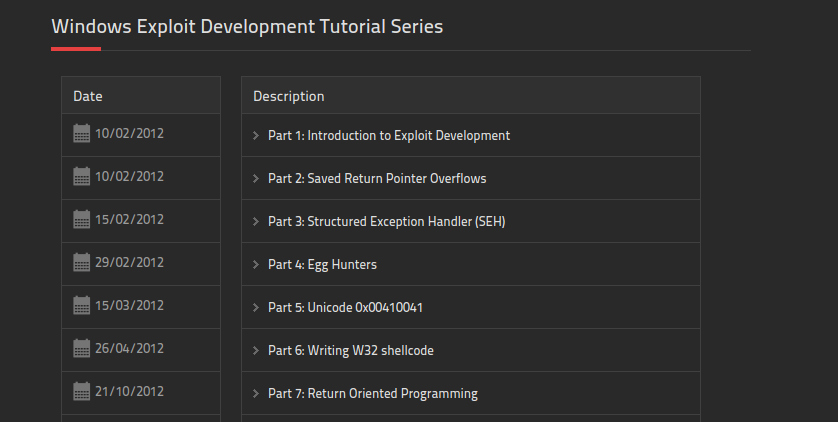 Windows Exploit Development Tutorial Series
Date Description
10/02/2012 Part 1: Introduction to Exploit Development
10/02/2012 Part 2: Saved Return Pointer Overflows
15/02/2012 Part 3: Structured Exception Handler (SEH)
29/02/2012 Part 4: Egg Hunters
15/03/2012 Part 5: Unicode 0x00410041
26/04/2012 Part 6: Writing W32 shellcode
21/10/2012 Part 7: Return Oriented Programming